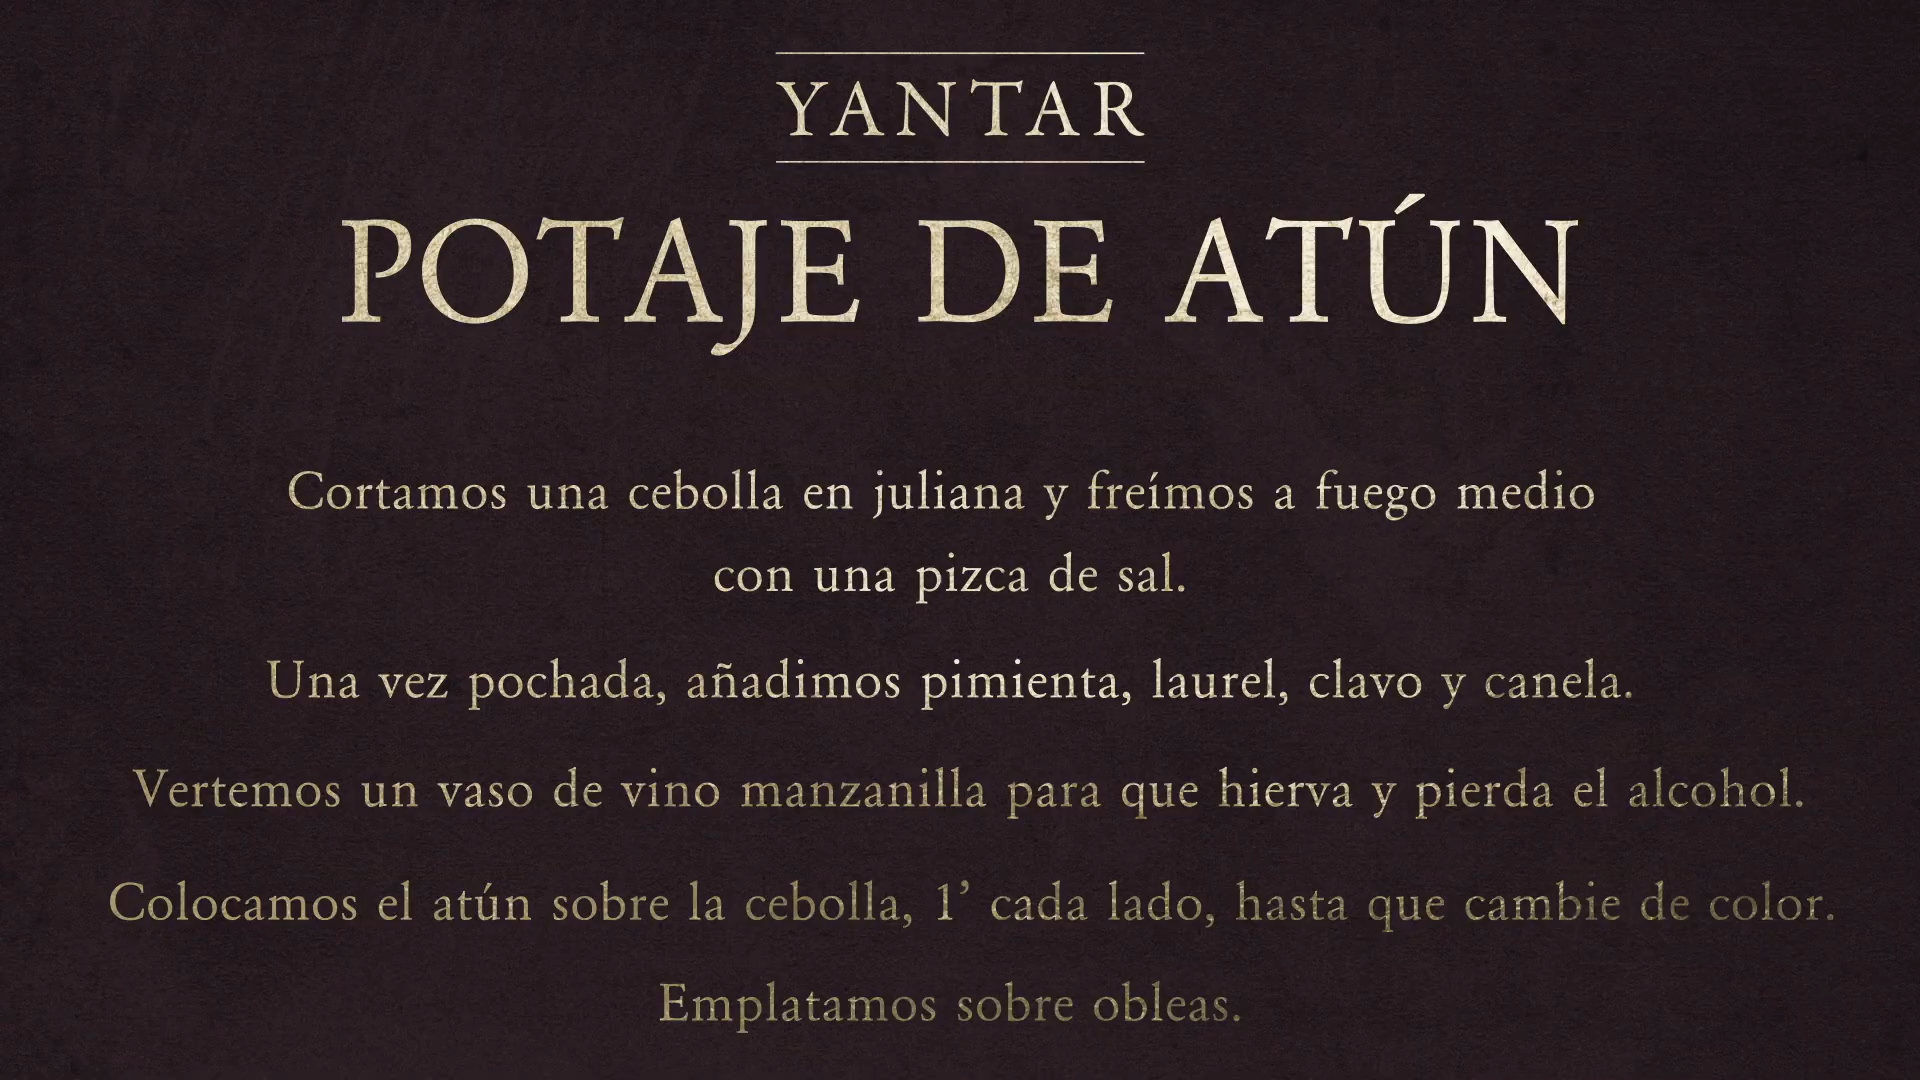 YANTAR
POTAJE DE ATÚN
Cortamos una cebolla en juliana y freímos a fuego medio
con una pizca de sal.
Una vez pochada, añadimos pimienta, laurel, clavo y canela.
Vertemos un vaso de vino manzanilla para que hierva y pierda el alcohol.
Colocamos el atún sobre la cebolla, 1’ cada lado, hasta que cambie de color.
Emplatamos sobre obleas.